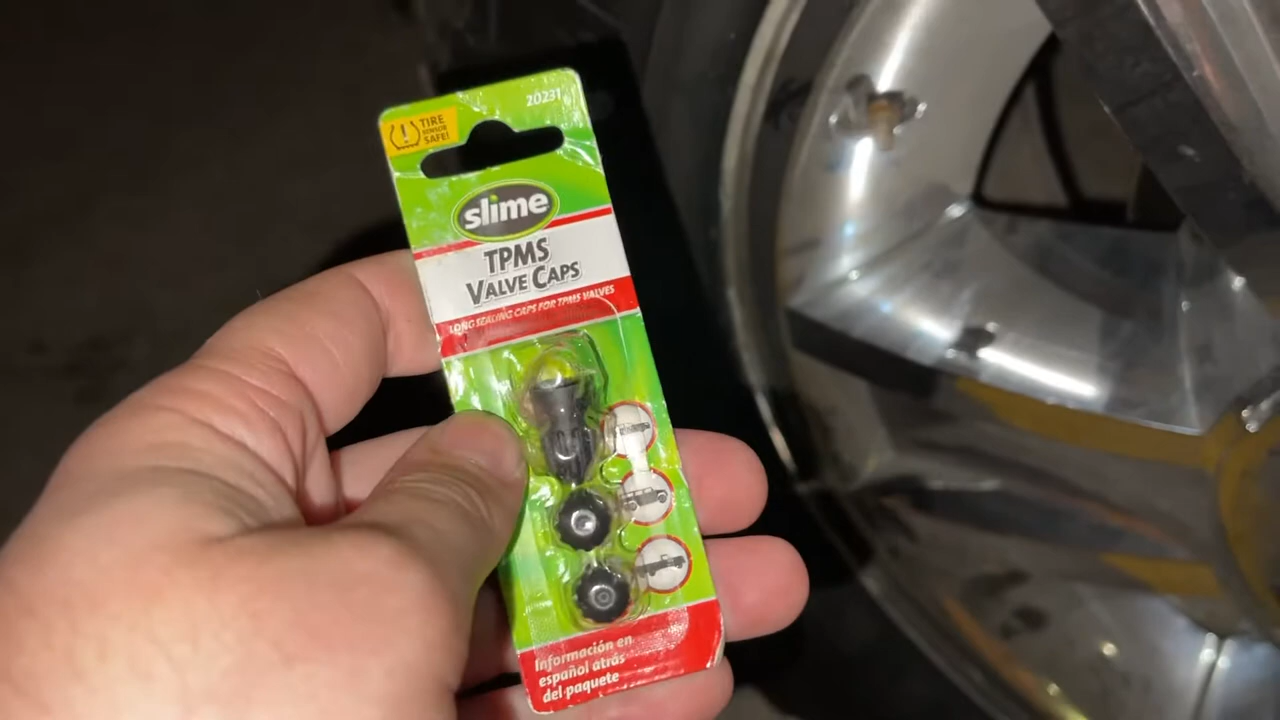 20231
TIRE
SENSOR
SAFE!
slime
TPMS
VALVE CAPS
LONG SEALING CAPS FOR TPMS VALVES
Información en
español atrás
del paquete